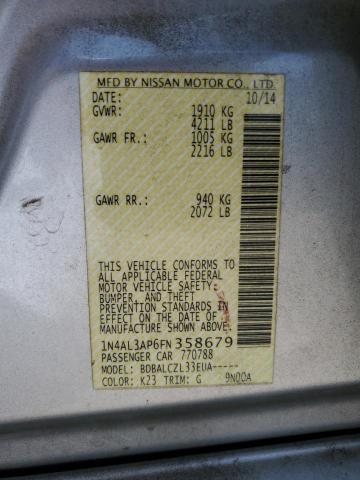 MFD BY NISSAN MOTOR CO., LTD
DATE: 10/14
GVWR: 1910 KG
4211 LB
GAWR FR.: 1005 KG
2216 LB
GAWR RR.: 940 KG
2072 LB
THIS VEHICLE CONFORMS TO
ALL APPLICABLE FEDERAL
MOTOR VEHICLE SAFETY,
BUMPER, AND THEFT
PREVENTION STANDARDS IN
EFFECT ON THE DATE OF
MANUFACTURE SHOWN ABOVE.
1N4AL3AP6FN358679
PASSENGER CAR 770788
MODEL: BDBALCZL33EUA-----
COLOR: K23 TRIM: G 9N00A